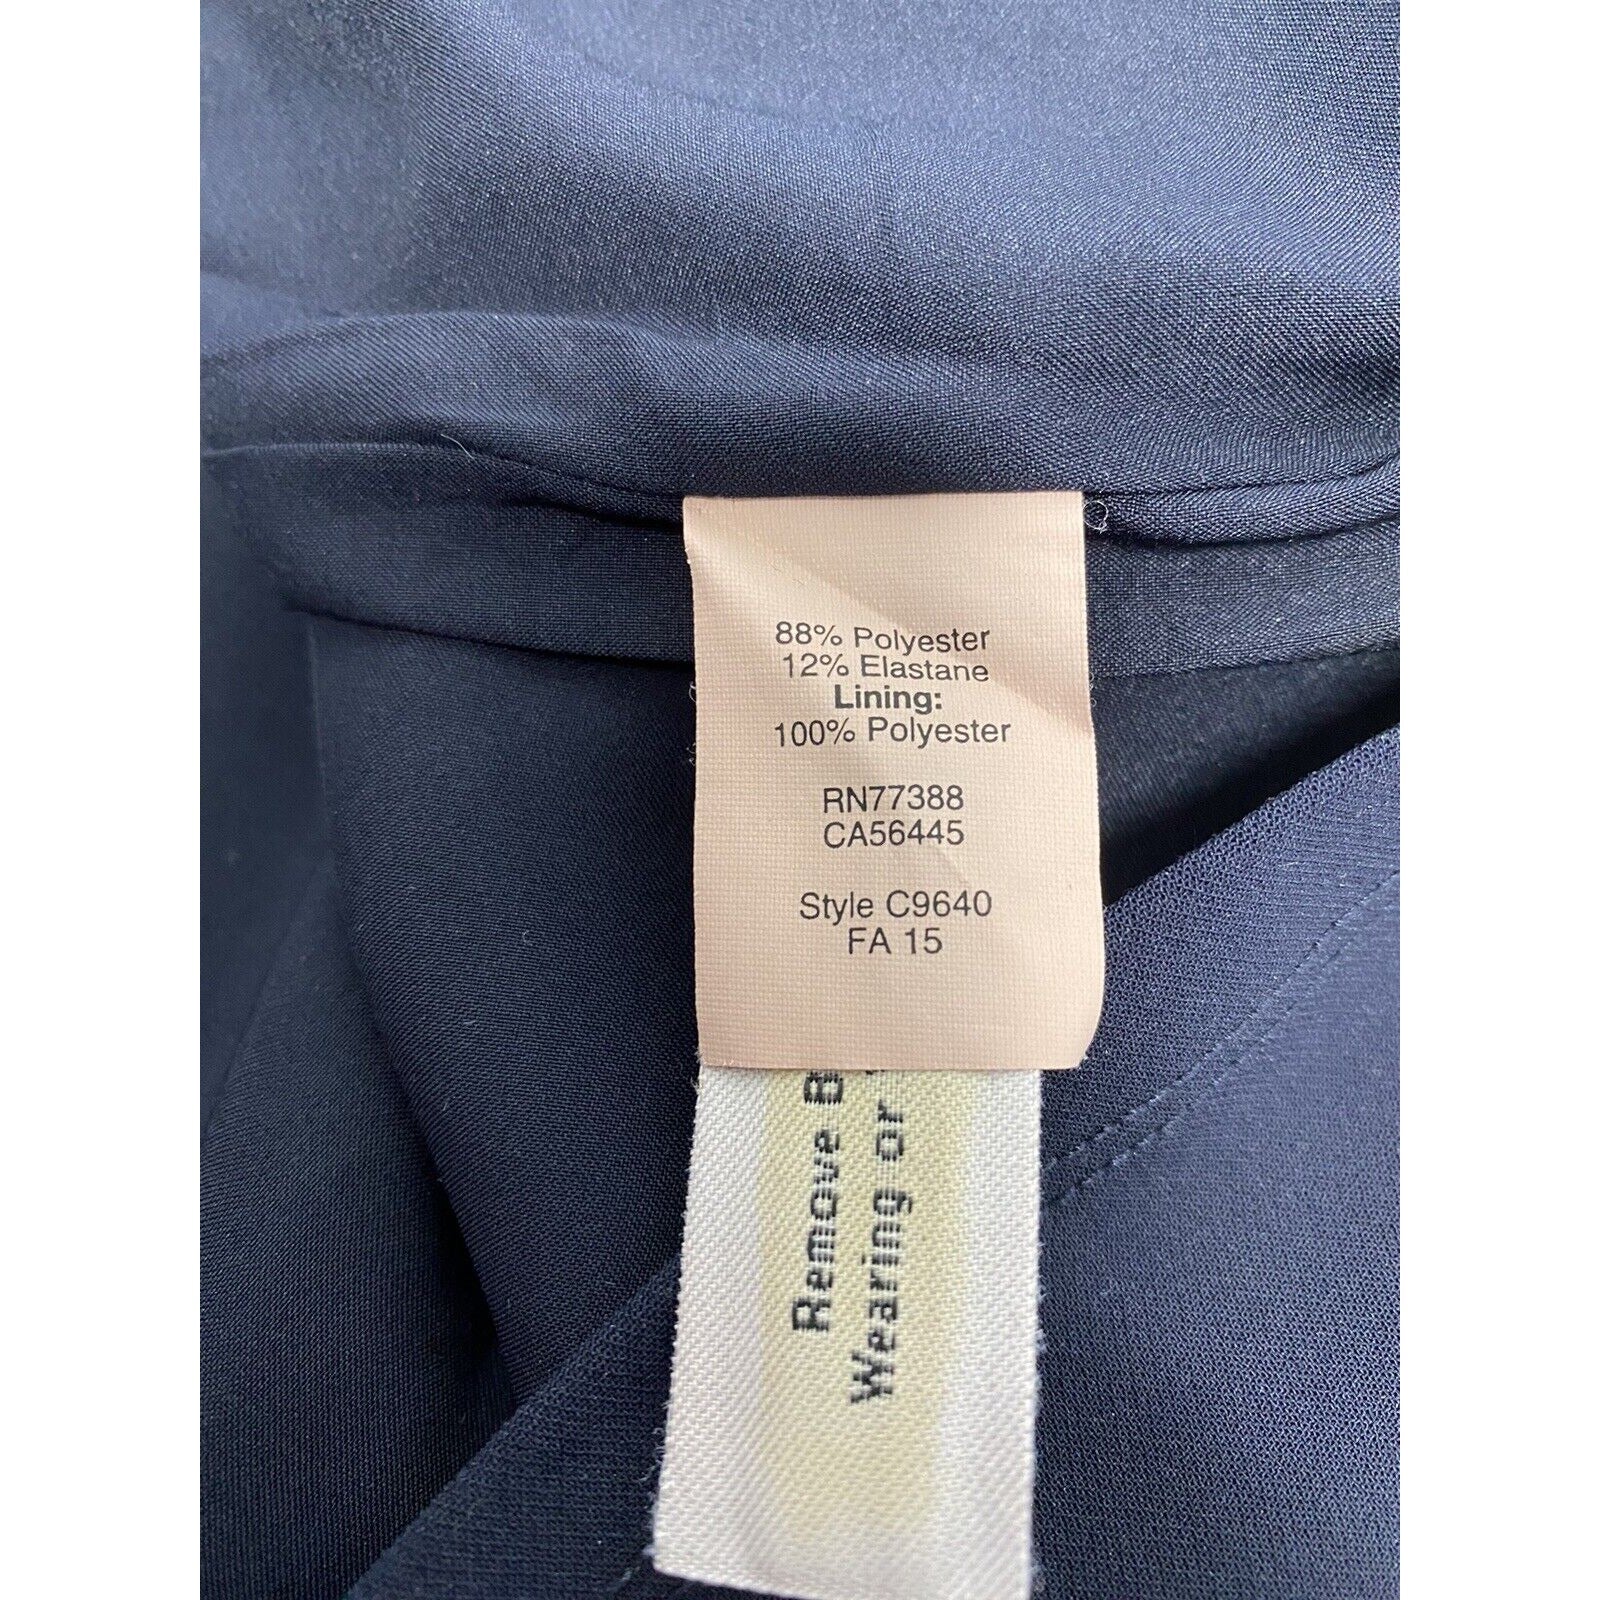 88% Polyester
12% Elastane
Lining:
100% Polyester
RN77388
CA56445
Style C9640
FA 15
Remove
Wearing or